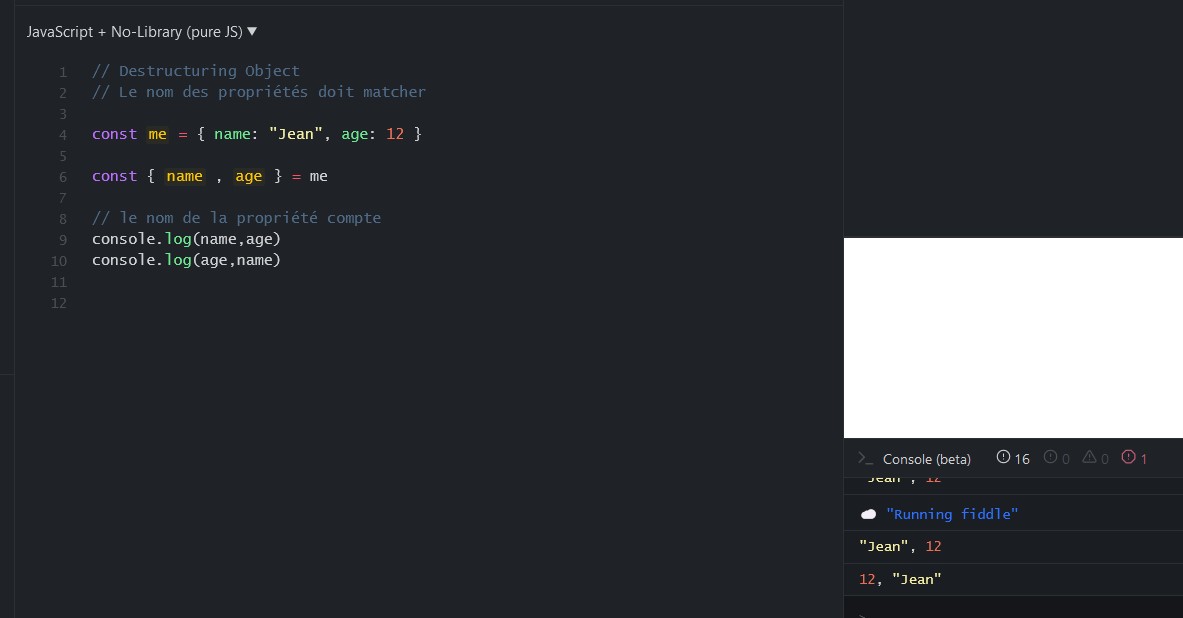 JavaScript + No-Library (pure JS) ▼
1 // Destructuring Object
2 // Le nom des propriétés doit matcher
3
4 const me = { name: "Jean", age: 12 }
5
6 const { name , age } = me
7
8 // le nom de la propriété compte
9 console.log(name,age)
10 console.log(age,name)
11
12
>_ Console (beta) 16 0 0 1
"Jean", 12
"Running fiddle"
"Jean", 12
12, "Jean"